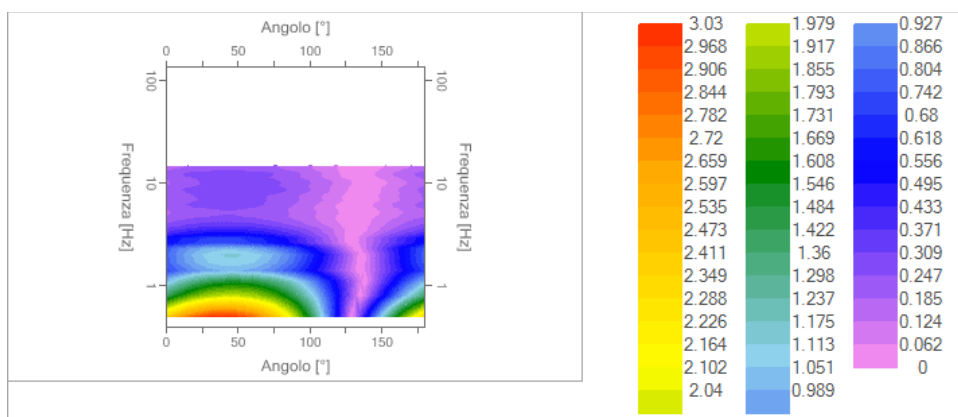 Angolo [°]
0 50 100 150
100 100
Frequenza [Hz] Frequenza [Hz]
10 10
1 1
0 50 100 150
Angolo [°]
3.03 1.979 0.927
2.968 1.917 0.866
2.906 1.855 0.804
2.844 1.793 0.742
2.782 1.731 0.68
2.72 1.669 0.618
2.659 1.608 0.556
2.597 1.546 0.495
2.535 1.484 0.433
2.473 1.422 0.371
2.411 1.36 0.309
2.349 1.298 0.247
2.288 1.237 0.185
2.226 1.175 0.124
2.164 1.113 0.062
2.102 1.051 0
2.04 0.989